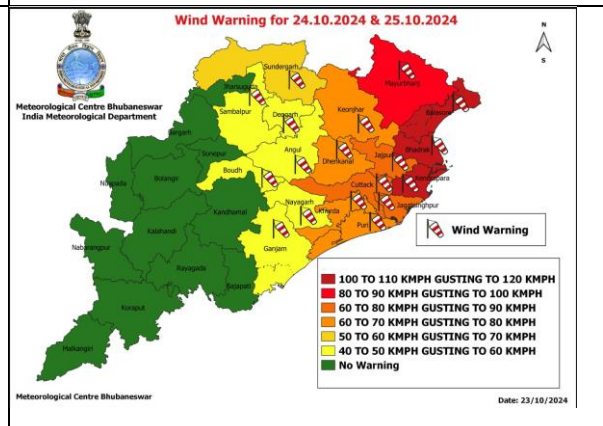 Wind Warning for 24.10.2024 & 25.10.2024
N
S
Meteorological Centre Bhubaneswar
India Meteorological Department
Sundergarh
Mayurbhanj
Jharsuguda
Sambalpur
Deogarh
Keonjhar
Balasore
Bargarh
Sonepur
Angul
Dhenkanal
Jajpur
Bhadrak
Kendrapara
Boudh
Cuttack
Jagatsinghpur
Nuapada
Bolangir
Kandhamal
Nayagarh
Khurda
Puri
Ganjam
Kalahandi
Nabarangpur
Rayagada
Gajapati
Koraput
Malkangiri
Wind Warning
100 TO 110 KMPH GUSTING TO 120 KMPH
80 TO 90 KMPH GUSTING TO 100 KMPH
60 TO 80 KMPH GUSTING TO 90 KMPH
60 TO 70 KMPH GUSTING TO 80 KMPH
50 TO 60 KMPH GUSTING TO 70 KMPH
40 TO 50 KMPH GUSTING TO 60 KMPH
No Warning
Meteorological Centre Bhubaneswar
Date: 23/10/2024